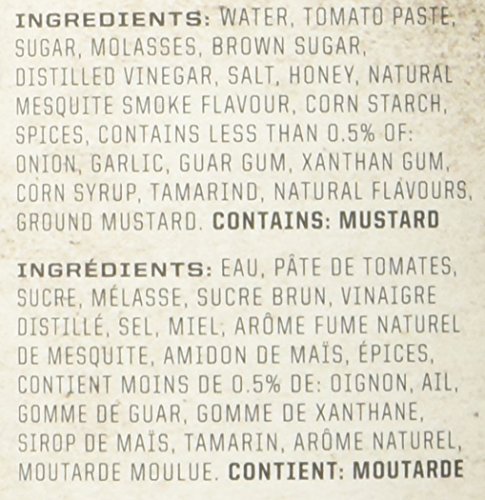 INGREDIENTS: WATER, TOMATO PASTE,
SUGAR, MOLASSES, BROWN SUGAR,
DISTILLED VINEGAR, SALT, HONEY, NATURAL
MESQUITE SMOKE FLAVOUR, CORN STARCH,
SPICES, CONTAINS LESS THAN 0.5% OF:
ONION, GARLIC, GUAR GUM, XANTHAN GUM,
CORN SYRUP, TAMARIND, NATURAL FLAVOURS,
GROUND MUSTARD. CONTAINS: MUSTARD
INGRÉDIENTS: EAU, PÂTE DE TOMATES,
SUCRE, MÉLASSE, SUCRE BRUN, VINAIGRE
DISTILLÉ, SEL, MIEL, ARÔME FUME NATUREL
DE MESQUITE, AMIDON DE MAÏS, ÉPICES,
CONTIENT MOINS DE 0.5% DE: OIGNON, AIL,
GOMME DE GUAR, GOMME DE XANTHANE,
SIROP DE MAÏS, TAMARIN, ARÔME NATUREL,
MOUTARDE MOULUE. CONTIENT: MOUTARDE